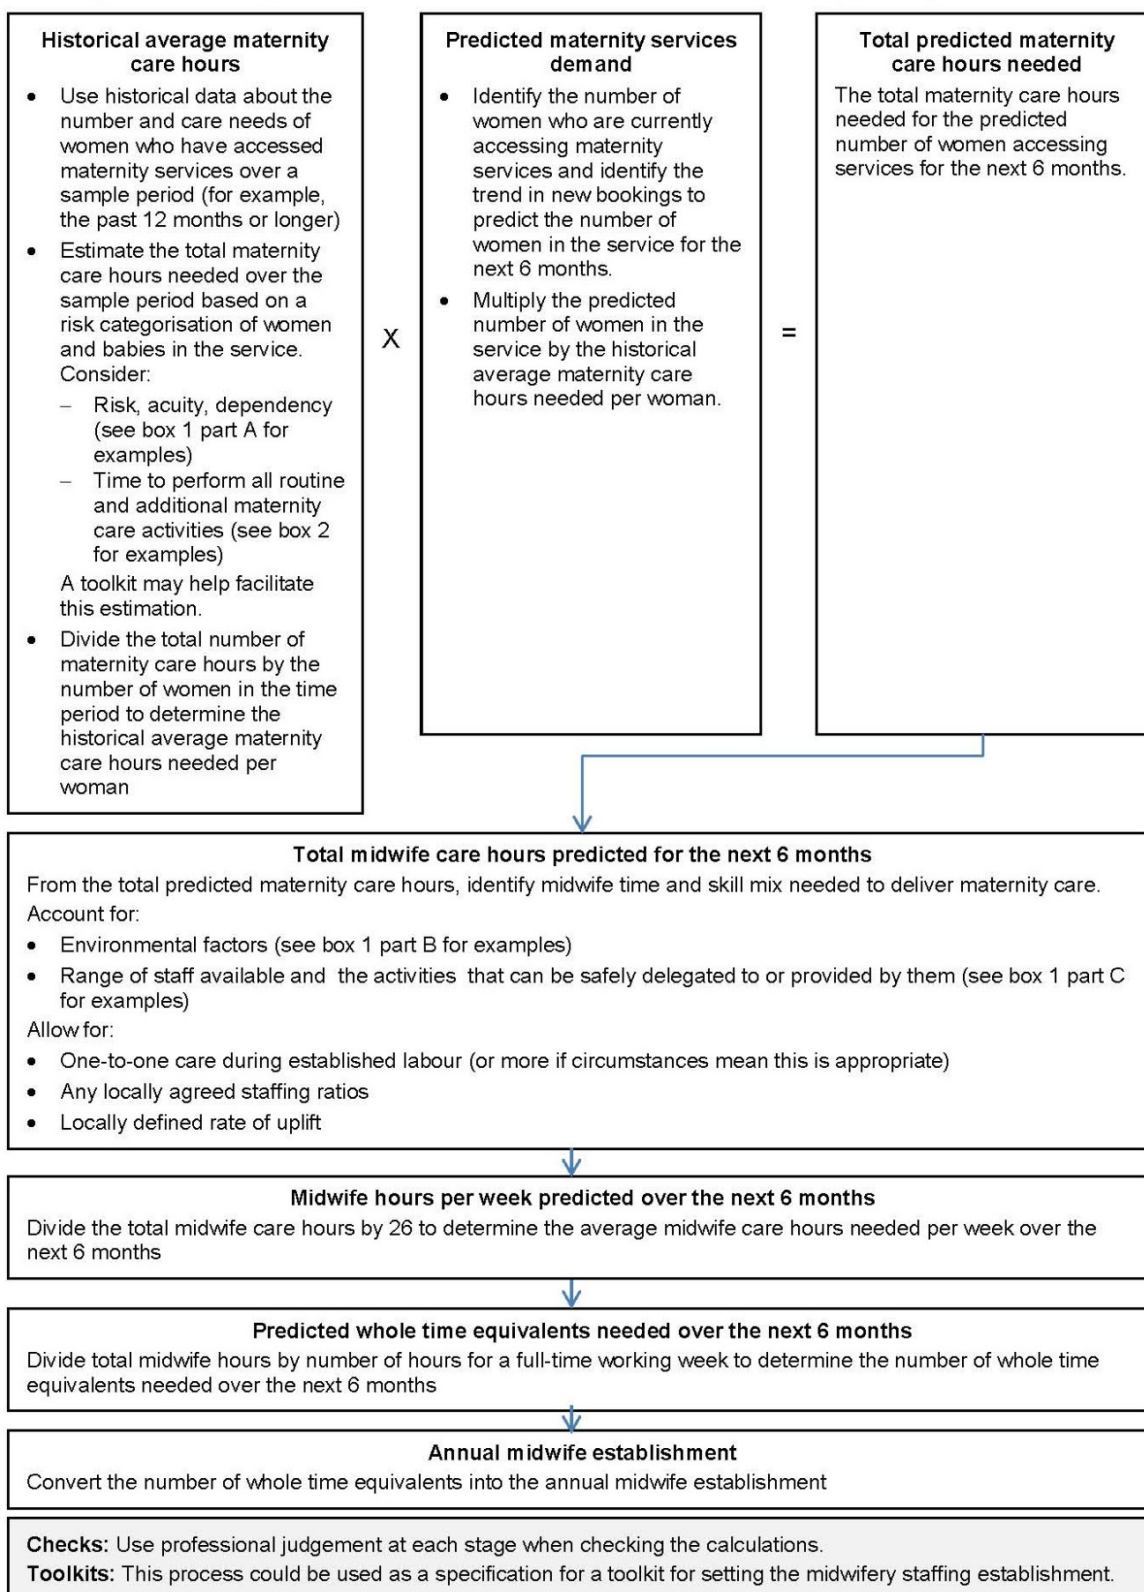 Historical average maternity
care hours
• Use historical data about the
number and care needs of
women who have accessed
maternity services over a
sample period (for example,
the past 12 months or longer)
• Estimate the total maternity
care hours needed over the
sample period based on a
risk categorisation of women
and babies in the service.
Consider:
– Risk, acuity, dependency
(see box 1 part A for
examples)
– Time to perform all routine
and additional maternity
care activities (see box 2
for examples)
A toolkit may help facilitate
this estimation.
• Divide the total number of
maternity care hours by the
number of women in the time
period to determine the
historical average maternity
care hours needed per
woman
X
Predicted maternity services
demand
• Identify the number of
women who are currently
accessing maternity
services and identify the
trend in new bookings to
predict the number of
women in the service for the
next 6 months.
• Multiply the predicted
number of women in the
service by the historical
average maternity care
hours needed per woman.
=
Total predicted maternity
care hours needed
The total maternity care hours
needed for the predicted
number of women accessing
services for the next 6 months.
Total midwife care hours predicted for the next 6 months
From the total predicted maternity care hours, identify midwife time and skill mix needed to deliver maternity care.
Account for:
• Environmental factors (see box 1 part B for examples)
• Range of staff available and the activities that can be safely delegated to or provided by them (see box 1 part C
for examples)
Allow for:
• One-to-one care during established labour (or more if circumstances mean this is appropriate)
• Any locally agreed staffing ratios
• Locally defined rate of uplift
Midwife hours per week predicted over the next 6 months
Divide the total midwife care hours by 26 to determine the average midwife care hours needed per week over the
next 6 months
Predicted whole time equivalents needed over the next 6 months
Divide total midwife hours by number of hours for a full-time working week to determine the number of whole time
equivalents needed over the next 6 months
Annual midwife establishment
Convert the number of whole time equivalents into the annual midwife establishment
Checks: Use professional judgement at each stage when checking the calculations.
Toolkits: This process could be used as a specification for a toolkit for setting the midwifery staffing establishment.